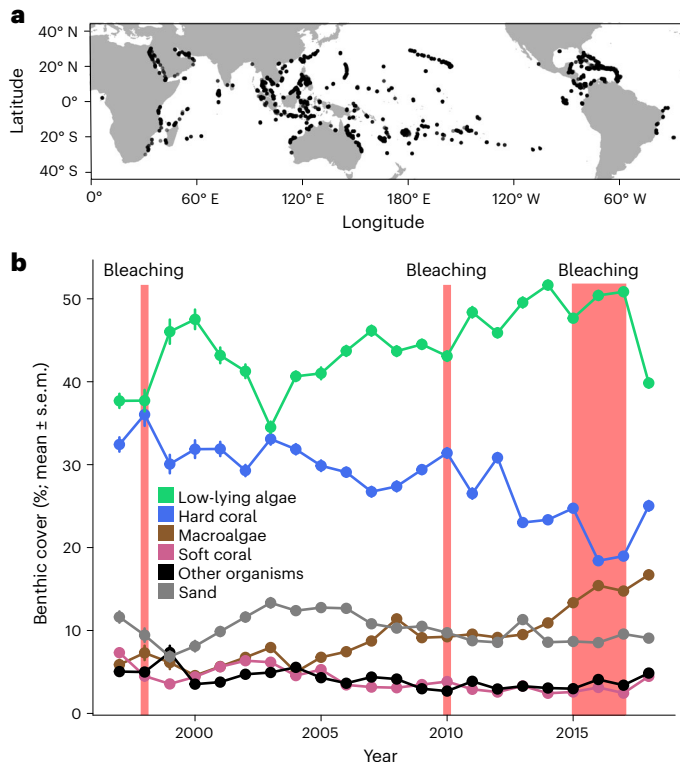 a
40° N
20° N
0°
20° S
40° S
Latitude
0°
60° E
120° E
180° E
120° W
60° W
Longitude
b
Bleaching
Bleaching
Bleaching
50
40
30
20
10
0
Benthic cover (%; mean ± s.e.m.)
Low-lying algae
Hard coral
Macroalgae
Soft coral
Other organisms
Sand
2000
2005
2010
2015
Year